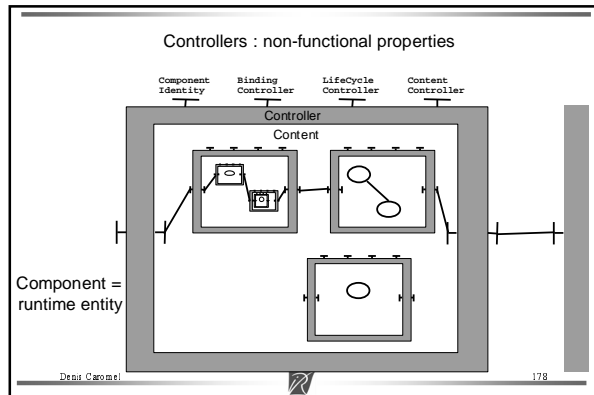 Controllers : non-functional properties
Component Identity
Binding Controller
LifeCycle Controller
Content Controller
Controller
Content
Component =
runtime entity
Denis Caromel
178